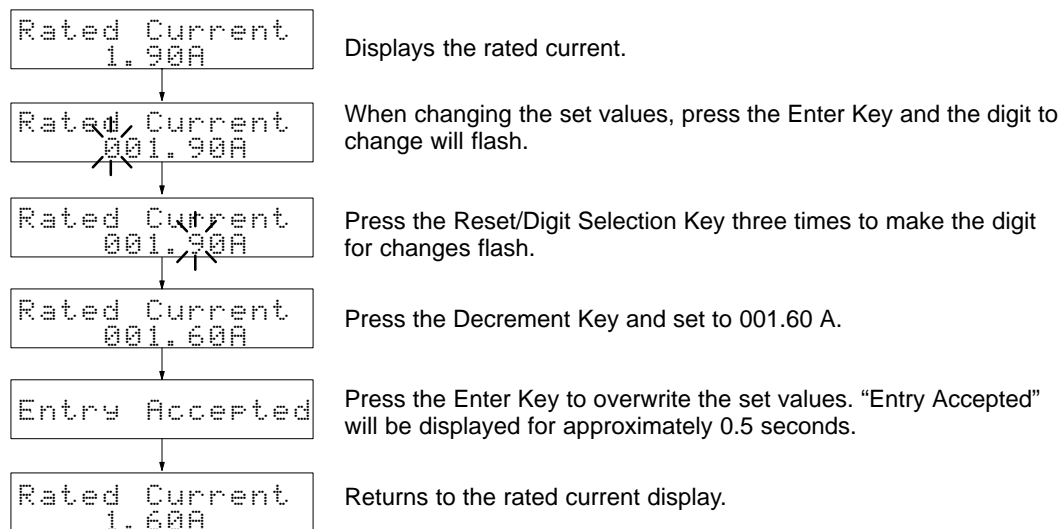 Rated Current
1.90A
Displays the rated current.
Rated Current
001.90A
When changing the set values, press the Enter Key and the digit to
change will flash.
Rated Current
001.90A
Press the Reset/Digit Selection Key three times to make the digit
for changes flash.
Rated Current
001.60A
Press the Decrement Key and set to 001.60 A.
Entry Accepted
Press the Enter Key to overwrite the set values. “Entry Accepted”
will be displayed for approximately 0.5 seconds.
Rated Current
1.60A
Returns to the rated current display.